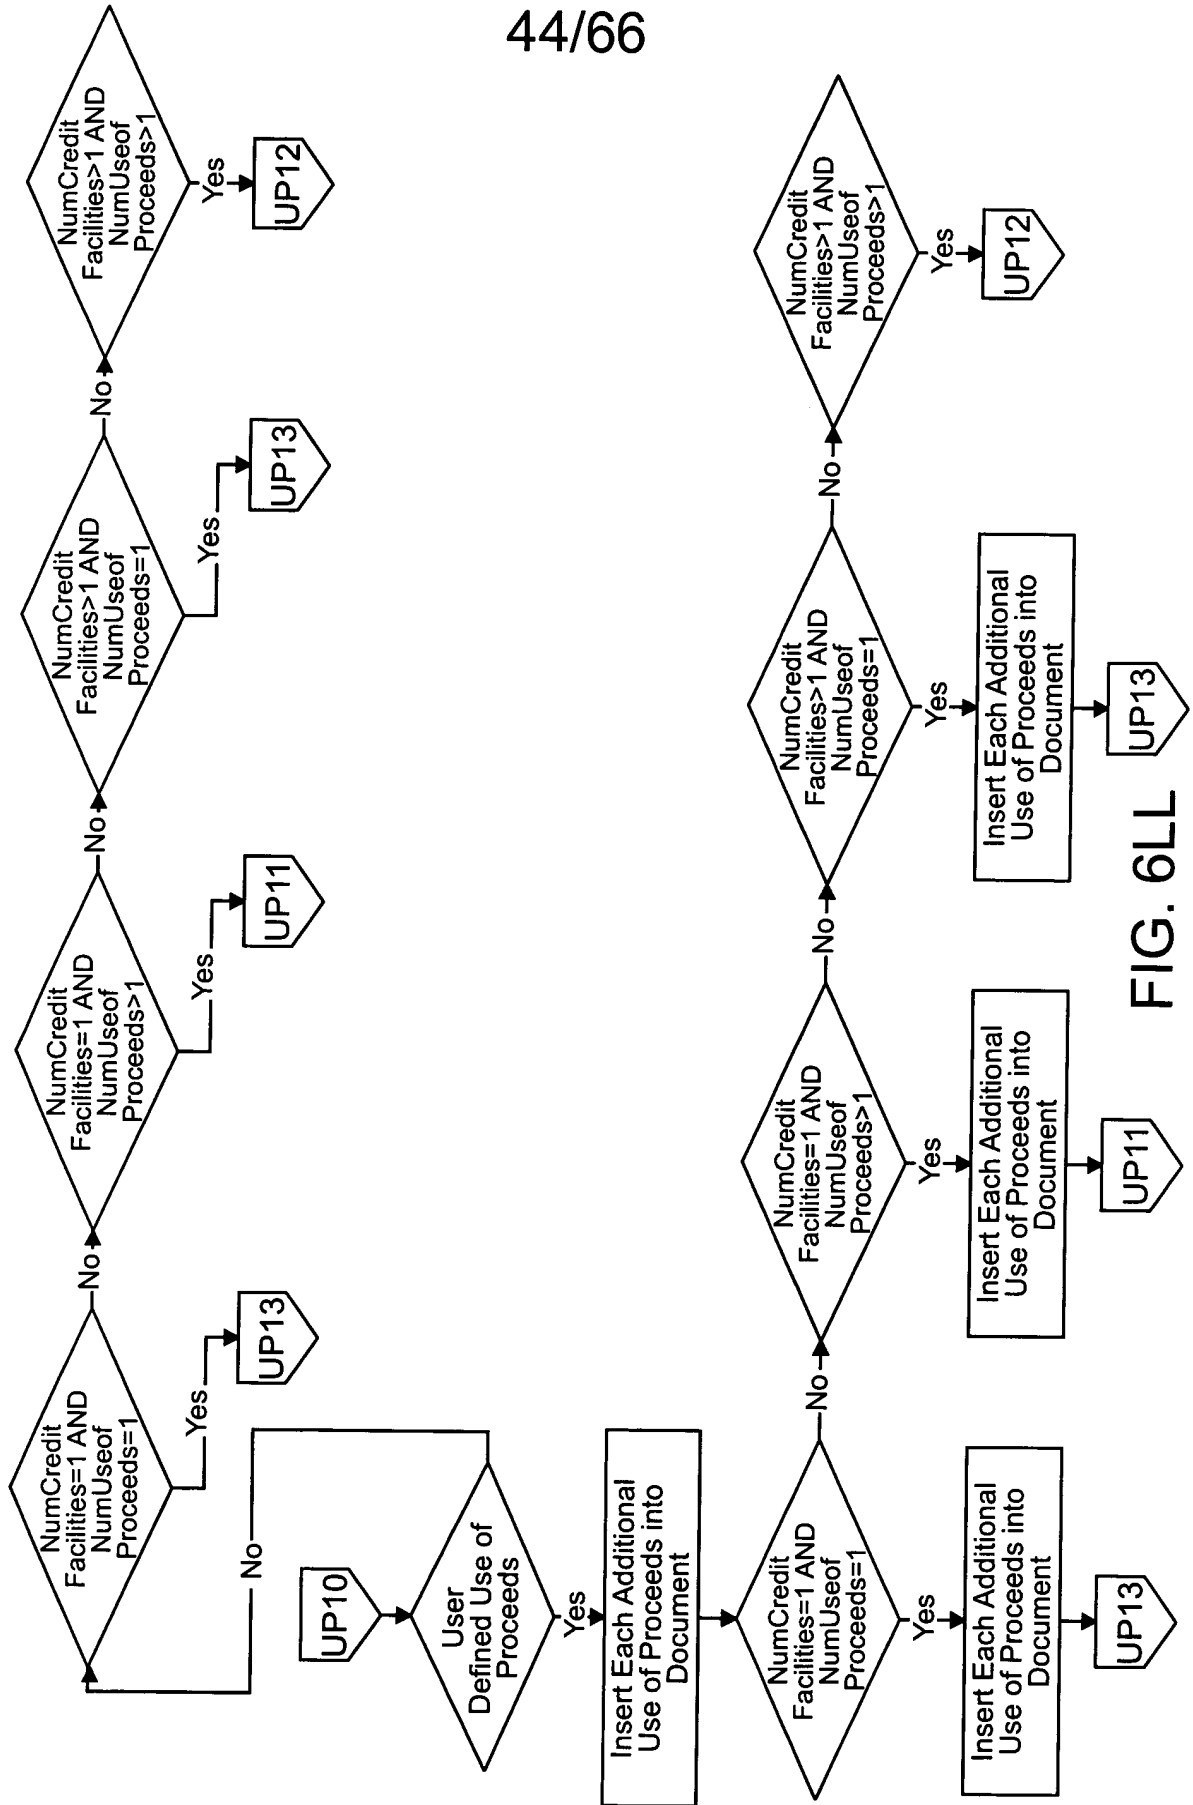 44/66
NumCredit
Facilities=1 AND
NumUseof
Proceeds=1
No
Yes
UP13
NumCredit
Facilities=1 AND
NumUseof
Proceeds>1
No
Yes
UP11
NumCredit
Facilities>1 AND
NumUseof
Proceeds=1
No
Yes
UP13
NumCredit
Facilities>1 AND
NumUseof
Proceeds>1
Yes
UP12
UP10
User
Defined Use of
Proceeds
No
Yes
Insert Each Additional
Use of Proceeds into
Document
NumCredit
Facilities=1 AND
NumUseof
Proceeds=1
No
Yes
Insert Each Additional
Use of Proceeds into
Document
UP13
NumCredit
Facilities=1 AND
NumUseof
Proceeds>1
No
Yes
Insert Each Additional
Use of Proceeds into
Document
UP11
NumCredit
Facilities>1 AND
NumUseof
Proceeds=1
No
Yes
Insert Each Additional
Use of Proceeds into
Document
UP13
NumCredit
Facilities>1 AND
NumUseof
Proceeds>1
Yes
UP12
FIG. 6LL